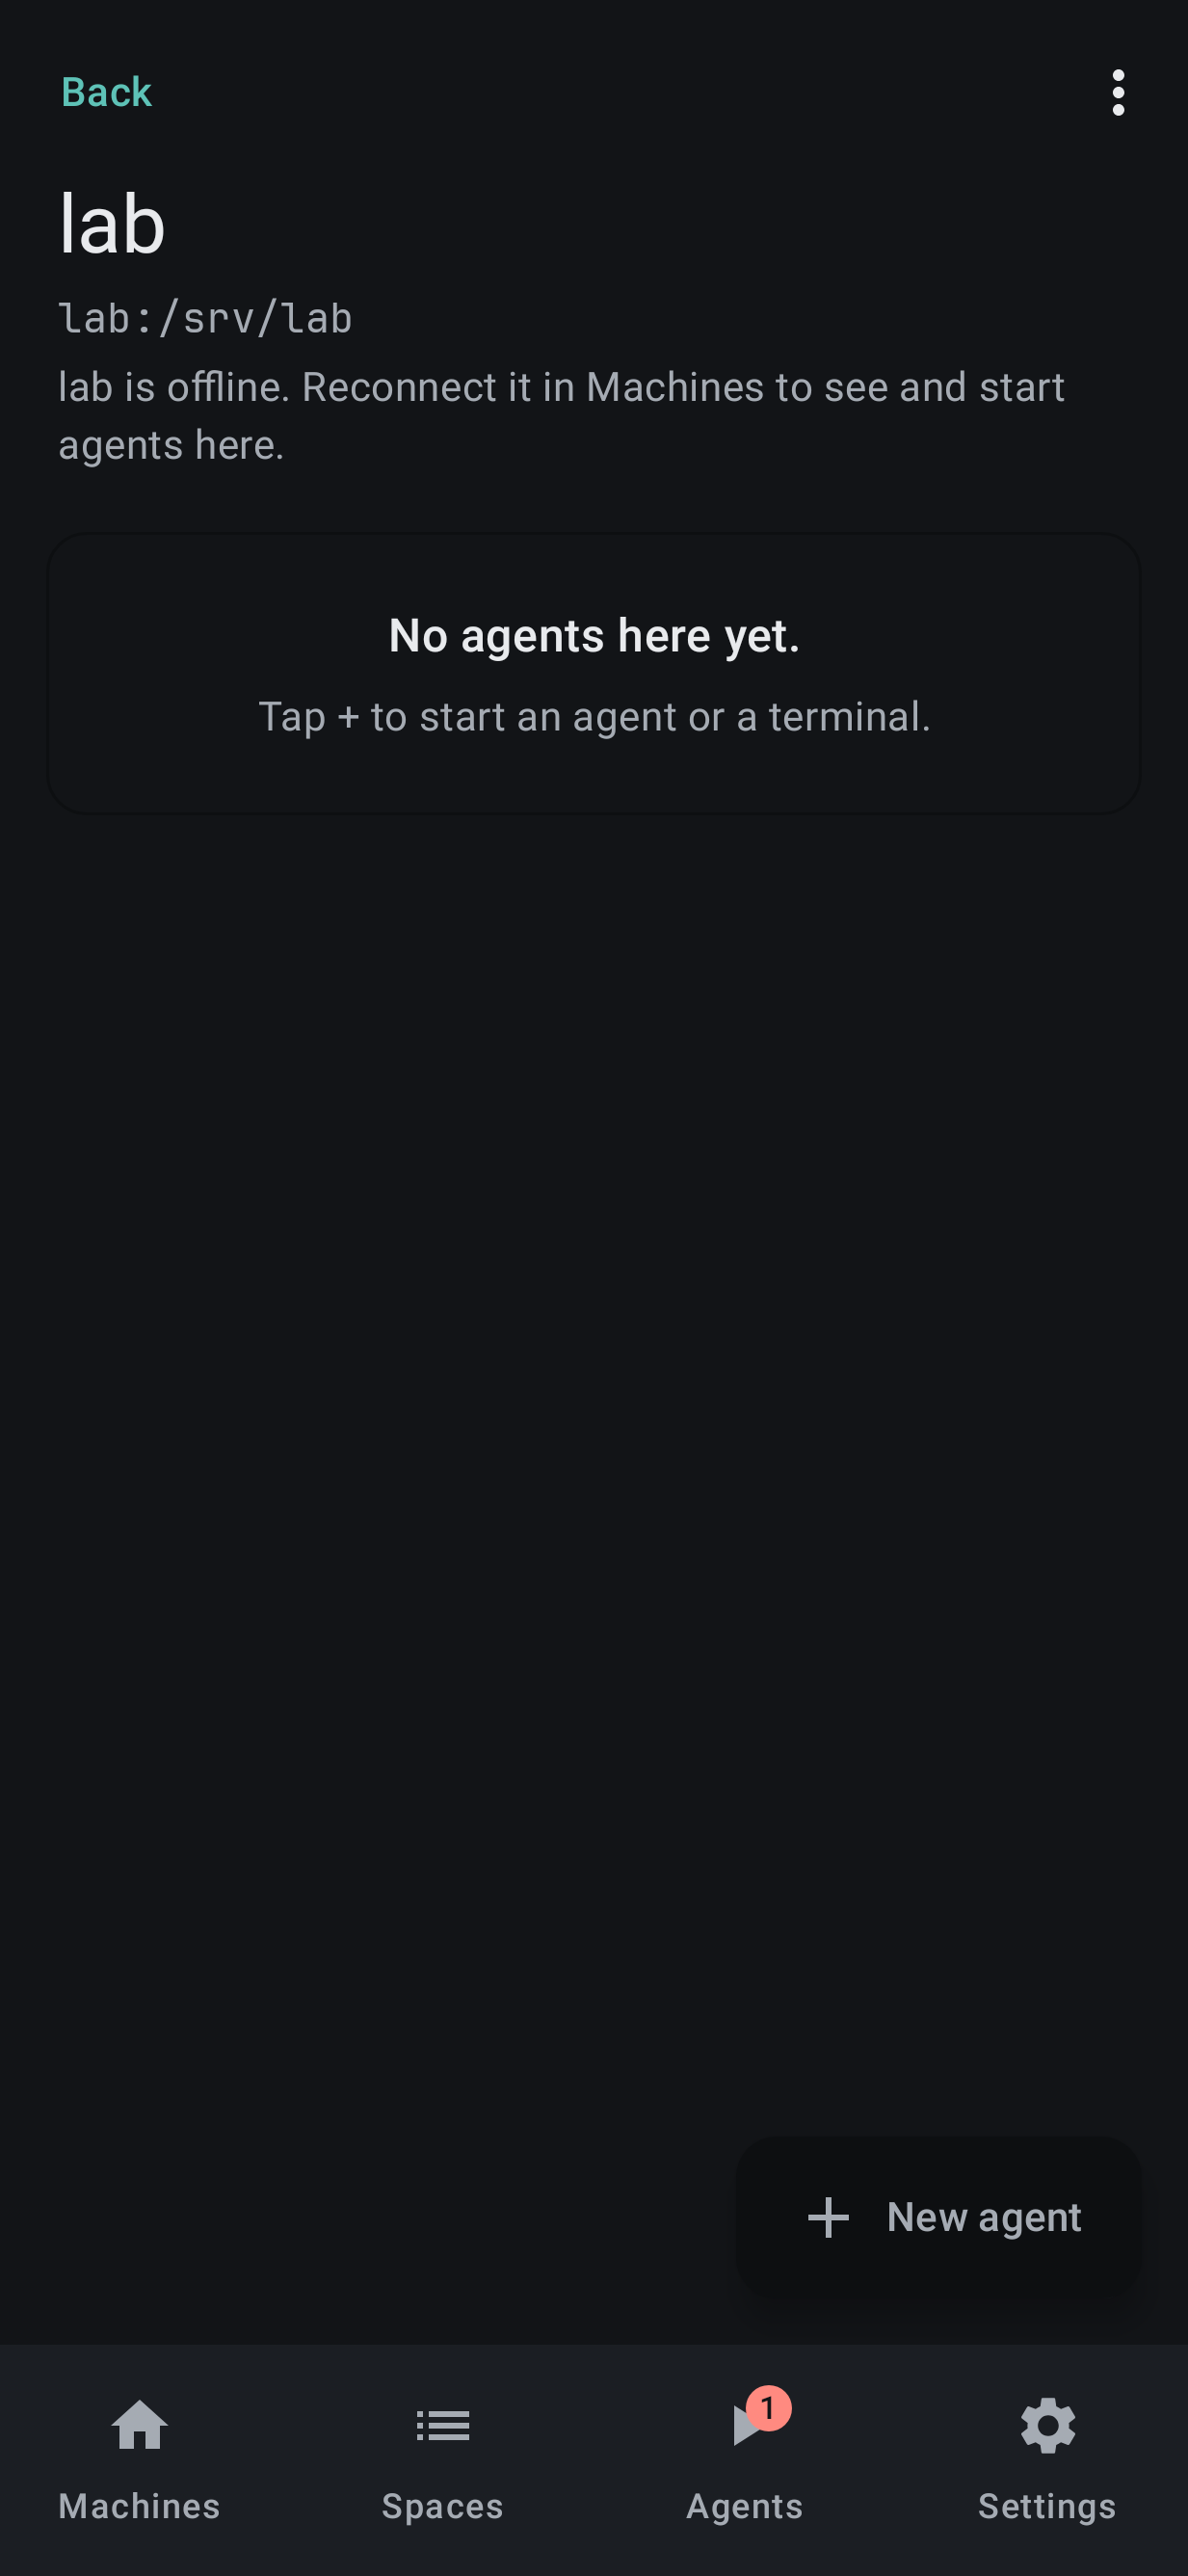 Back
lab
lab:/srv/lab
lab is offline. Reconnect it in Machines to see and start
agents here.
No agents here yet.
Tap + to start an agent or a terminal.
+ New agent
1
Machines
Spaces
Agents
Settings